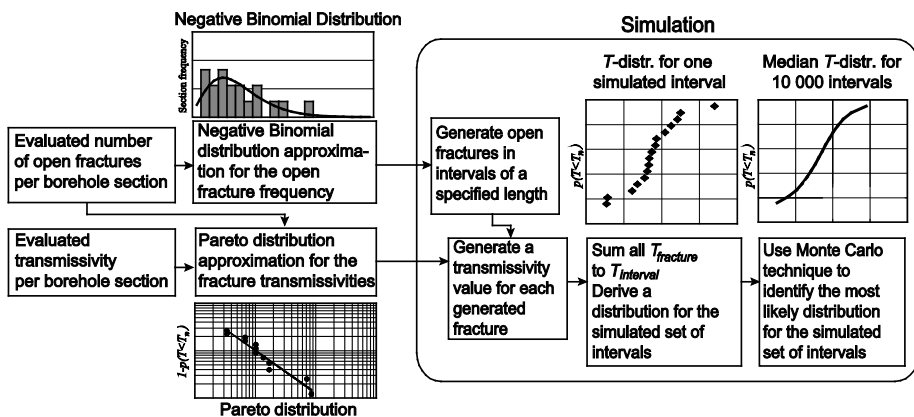 Negative Binomial Distribution
Section frequency
Evaluated number
of open fractures
per borehole section
Negative Binomial
distribution approxima-
tion for the open
fracture frequency
Evaluated
transmissivity
per borehole section
Pareto distribution
approximation for the
fracture transmissivities
1-p(T<Tn)
Pareto distribution
Simulation
T-distr. for one
simulated interval
Median T-distr. for
10 000 intervals
p(T<Tn)
p(T<Tn)
Generate open
fractures in
intervals of a
specified length
Generate a
transmissivity
value for each
generated
fracture
Sum all Tfracture
to TInterval
Derive a
distribution for the
simulated set of
intervals
Use Monte Carlo
technique to
identify the most
likely distribution
for the simulated
set of intervals